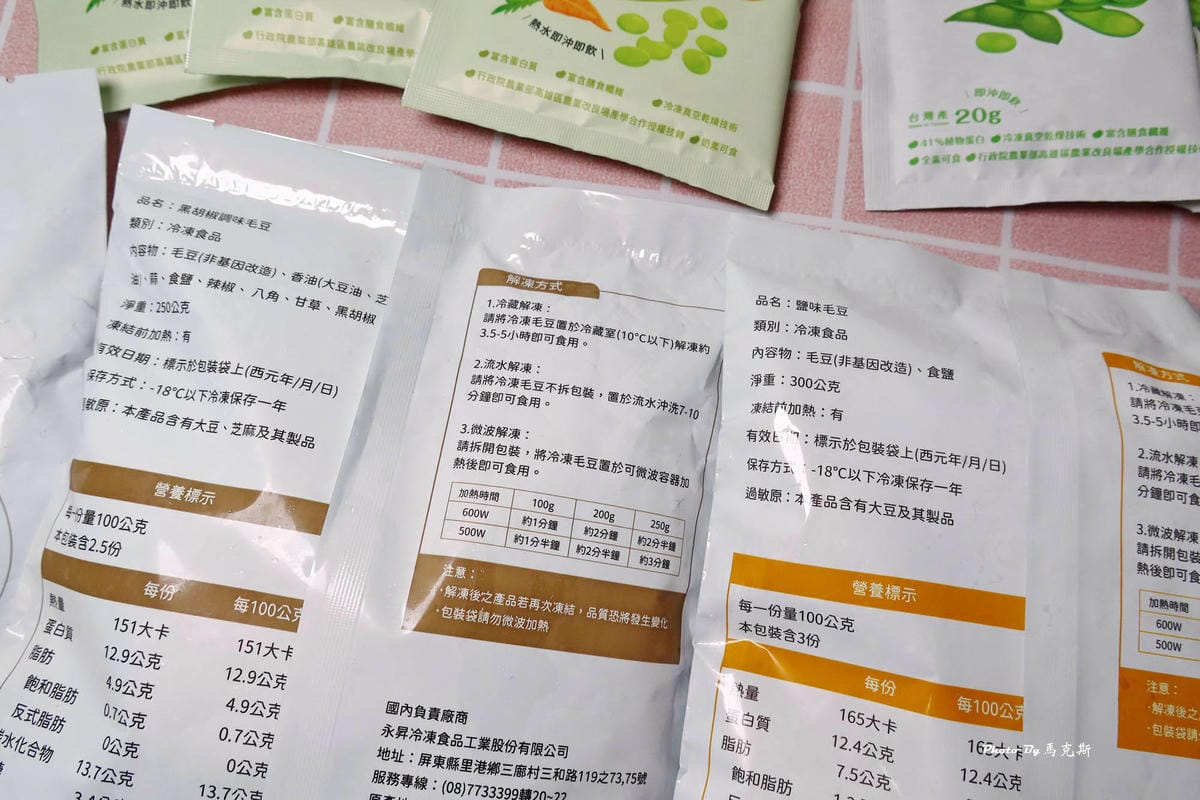 熱水即沖即飲
富含蛋白質
富含蛋白質 富含膳食纖維
行政院農業部高雄區農業改良場產學
\熱水即沖即飲\
富含蛋白質 富含膳食纖維 冷凍真空乾燥技術
行政院農業部高雄區農業改良場產學合作授權技轉 奶素可食
\即沖即飲/
台灣產 20g
41%植物蛋白 冷凍真空乾燥技術 富含膳食纖維
全素可食 行政院農業部高雄區農業改良場產學合作授權技
品名：黑胡椒調味毛豆
類別：冷凍食品
內容物：毛豆(非基因改造)、香油(大豆油、芝
油)、蒜、食鹽、辣椒、八角、甘草、黑胡椒
淨重：250公克
凍結前加熱：有
有效日期：標示於包裝袋上(西元年/月/日)
保存方式：-18°C以下冷凍保存一年
過敏原：本產品含有大豆、芝麻及其製品
營養標示
每一份量100公克
本包裝含2.5份
每份 每100公克
熱量 151大卡 151大卡
蛋白質 12.9公克 12.9公克
脂肪 4.9公克 4.9公克
飽和脂肪 0.7公克 0.7公克
反式脂肪 0公克 0公克
碳水化合物 13.7公克 13.7公克
解凍方式
1.冷藏解凍：
請將冷凍毛豆置於冷藏室(10°C以下)解凍約
3.5-5小時即可食用。
2.流水解凍：
請將冷凍毛豆不拆包裝，置於流水沖洗7-10
分鐘即可食用。
3.微波解凍：
請拆開包裝，將冷凍毛豆置於可微波容器加
熱後即可食用。
加熱時間 100g 200g 250g
600W 約1分鐘 約2分鐘 約2分半鐘
500W 約1分半鐘 約2分半鐘 約3分鐘
注意：
·解凍後之產品若再次凍結，品質恐將發生變化
·包裝袋請勿微波加熱
國內負責廠商
永昇冷凍食品工業股份有限公司
地址：屏東縣里港鄉三廍村三和路119之73,75號
服務專線：(08)7733399轉20~22
品名：鹽味毛豆
類別：冷凍食品
內容物：毛豆(非基因改造)、食鹽
淨重：300公克
凍結前加熱：有
有效日期：標示於包裝袋上(西元年/月/日)
保存方式：-18°C以下冷凍保存一年
過敏原：本產品含有大豆及其製品
營養標示
每一份量100公克
本包裝含3份
每份 每100公克
熱量 165大卡 165大卡
蛋白質 12.4公克 12.4公克
脂肪 7.5公克
飽和脂肪
解凍方式
1.冷藏解凍：
請將冷凍毛豆
3.5-5小時即
2.流水解凍
請將冷凍毛
分鐘即可食
3.微波解凍
請拆開包裝
熱後即可食
加熱時間
600W
500W
注意：
·解凍後之
·包裝袋請
Photo By 馬克斯